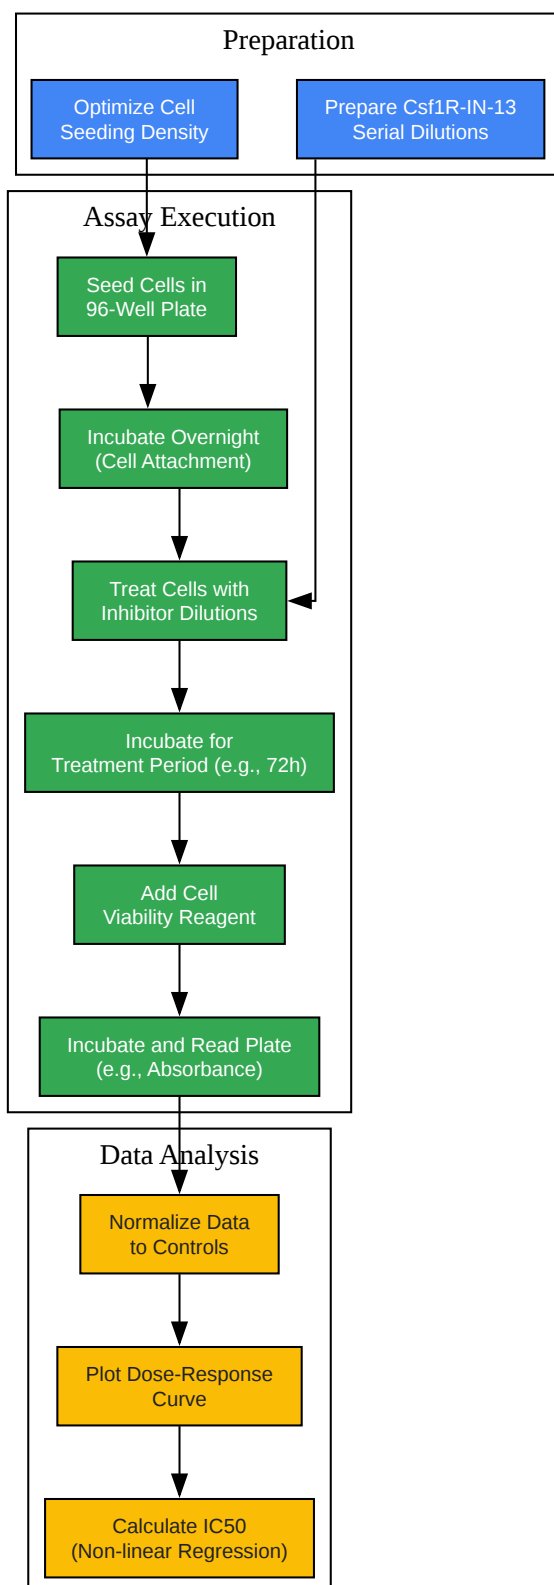 Preparation
Optimize Cell
Seeding Density
Prepare Csf1R-IN-13
Serial Dilutions
Assay Execution
Seed Cells in
96-Well Plate
Incubate Overnight
(Cell Attachment)
Treat Cells with
Inhibitor Dilutions
Incubate for
Treatment Period (e.g., 72h)
Add Cell
Viability Reagent
Incubate and Read Plate
(e.g., Absorbance)
Data Analysis
Normalize Data
to Controls
Plot Dose-Response
Curve
Calculate IC50
(Non-linear Regression)